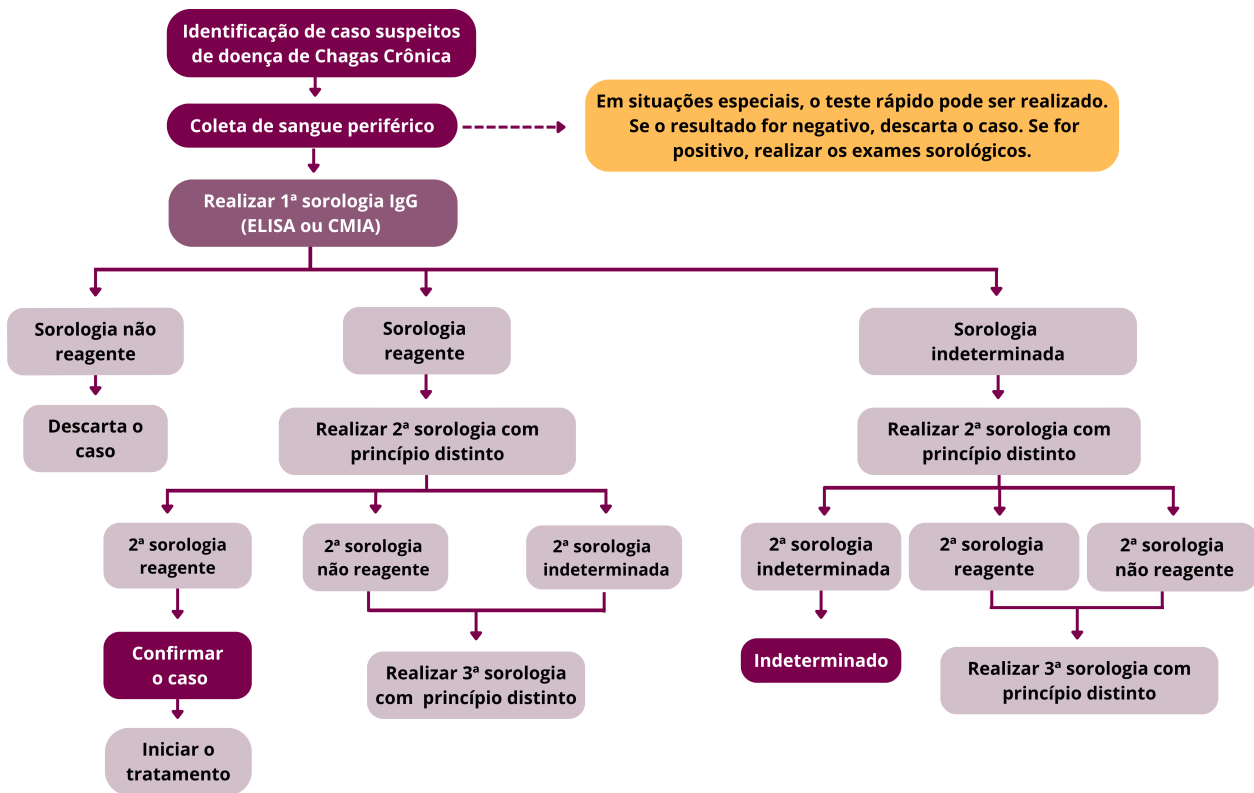 Identificação de caso suspeitos
de doença de Chagas Crônica
Coleta de sangue periférico
Em situações especiais, o teste rápido pode ser realizado.
Se o resultado for negativo, descarta o caso. Se for
positivo, realizar os exames sorológicos.
Realizar 1ª sorologia IgG
(ELISA ou CMIA)
Sorologia não
reagente
Sorologia
reagente
Sorologia
indeterminada
Descarta o
caso
Realizar 2ª sorologia com
princípio distinto
Realizar 2ª sorologia com
princípio distinto
2ª sorologia
reagente
2ª sorologia
não reagente
2ª sorologia
indeterminada
2ª sorologia
indeterminada
2ª sorologia
reagente
2ª sorologia
não reagente
Confirmar
o caso
Realizar 3ª sorologia
com princípio distinto
Indeterminado
Realizar 3ª sorologia com
princípio distinto
Iniciar o
tratamento